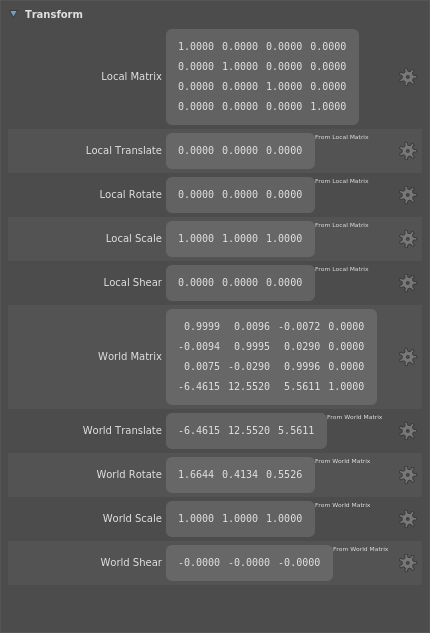 Transform
Local Matrix
1.0000 0.0000 0.0000 0.0000
0.0000 1.0000 0.0000 0.0000
0.0000 0.0000 1.0000 0.0000
0.0000 0.0000 0.0000 1.0000
Local Translate 0.0000 0.0000 0.0000 From Local Matrix
Local Rotate 0.0000 0.0000 0.0000 From Local Matrix
Local Scale 1.0000 1.0000 1.0000 From Local Matrix
Local Shear 0.0000 0.0000 0.0000 From Local Matrix
World Matrix
0.9999 0.0096 -0.0072 0.0000
-0.0094 0.9995 0.0290 0.0000
0.0075 -0.0290 0.9996 0.0000
-6.4615 12.5520 5.5611 1.0000
World Translate -6.4615 12.5520 5.5611 From World Matrix
World Rotate 1.6644 0.4134 0.5526 From World Matrix
World Scale 1.0000 1.0000 1.0000 From World Matrix
World Shear -0.0000 -0.0000 -0.0000 From World Matrix